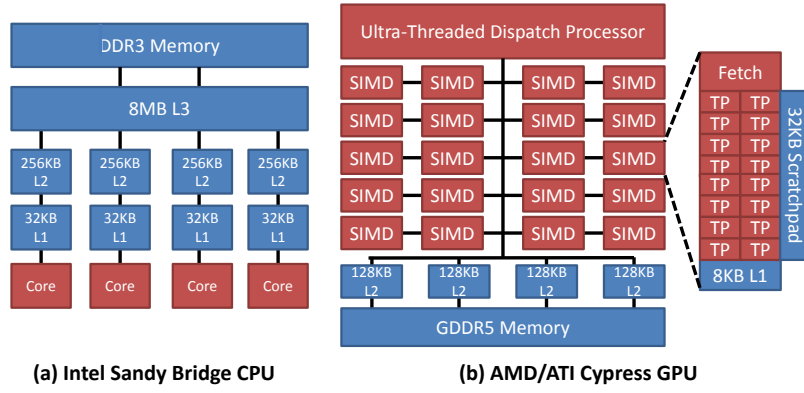 DDR3 Memory
8MB L3
256KB 256KB 256KB 256KB
L2 L2 L2 L2
32KB 32KB 32KB 32KB
L1 L1 L1 L1
Core Core Core Core
(a) Intel Sandy Bridge CPU
Ultra-Threaded Dispatch Processor
SIMD SIMD SIMD SIMD
SIMD SIMD SIMD SIMD
SIMD SIMD SIMD SIMD
SIMD SIMD SIMD SIMD
SIMD SIMD SIMD SIMD
128KB 128KB 128KB 128KB
L2 L2 L2 L2
GDDR5 Memory
Fetch
TP TP
TP TP
TP TP
TP TP
TP TP
TP TP
TP TP
TP TP
32KB Scratchpad
8KB L1
(b) AMD/ATI Cypress GPU